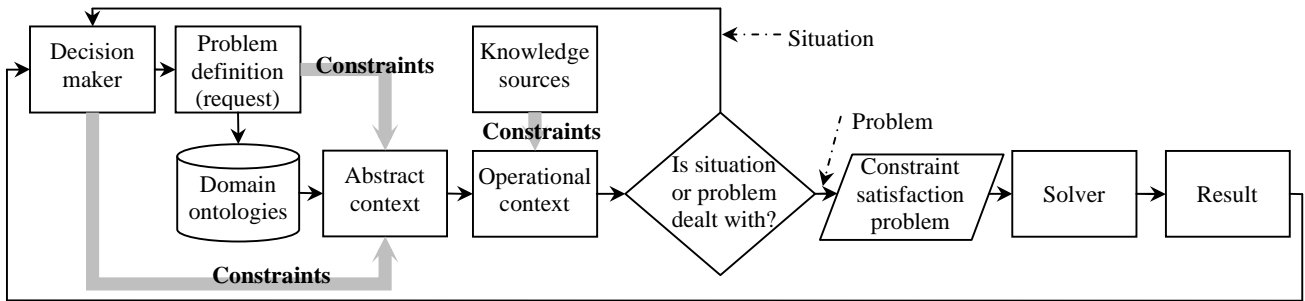 Decision
maker
Problem
definition
(request)
Constraints
Knowledge
sources
Situation
Constraints
Problem
Domain
ontologies
Abstract
context
Operational
context
Is situation
or problem
dealt with?
Constraint
satisfaction
problem
Solver
Result
Constraints